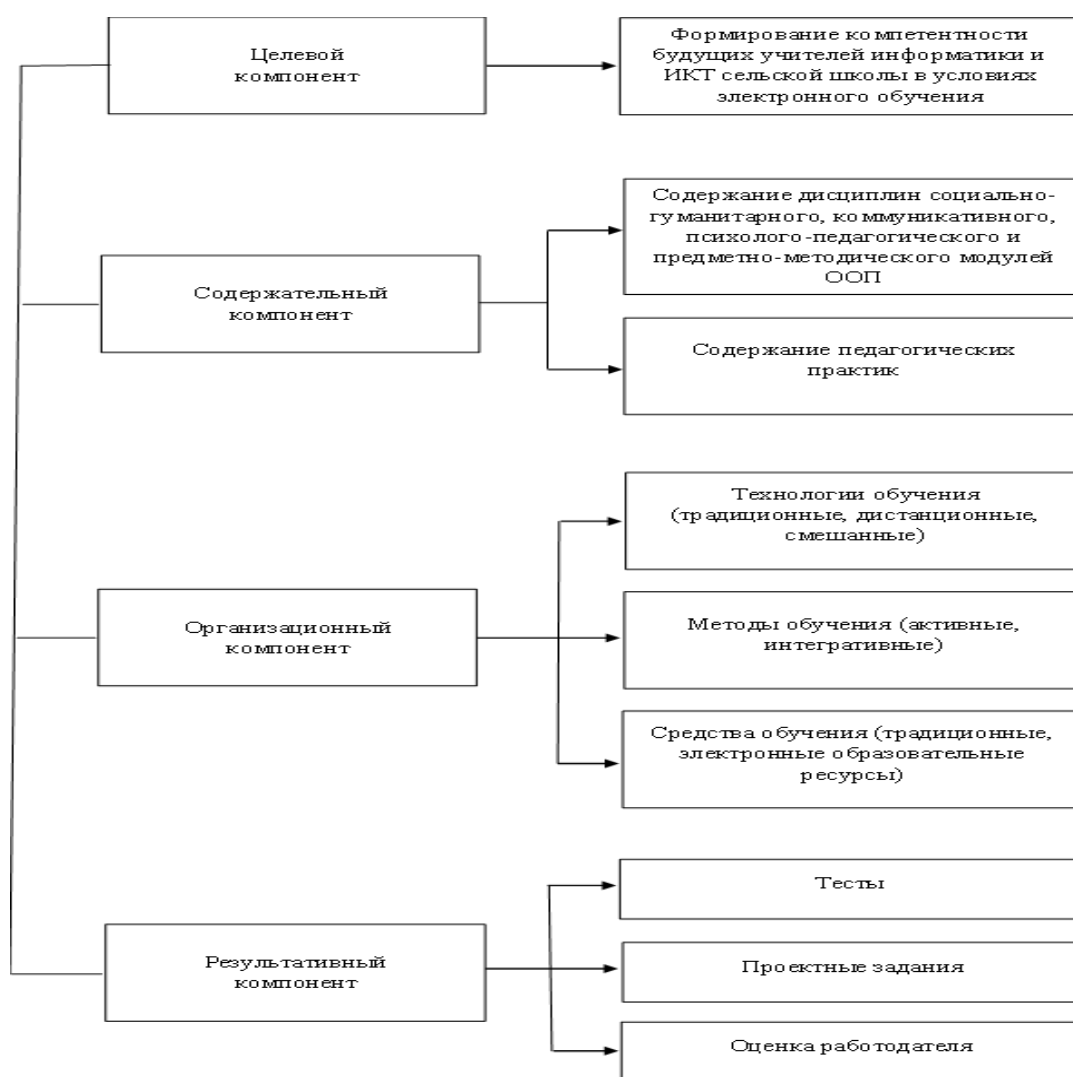 Целевой
компонент
Формирование компетентности
будущих учителей информатики и
ИКТ сельской школы в условиях
электронного обучения
Содержательный
компонент
Содержание дисциплин социально-
гуманитарного, коммуникативного,
психолого-педагогического и
предметно-методического модулей
ООП
Содержание педагогических
практик
Организационный
компонент
Технологии обучения
(традиционные, дистанционные,
смешанные)
Методы обучения (активные,
интегративные)
Средства обучения (традиционные,
электронные образовательные
ресурсы)
Результативный
компонент
Тесты
Проектные задания
Оценка работодателя